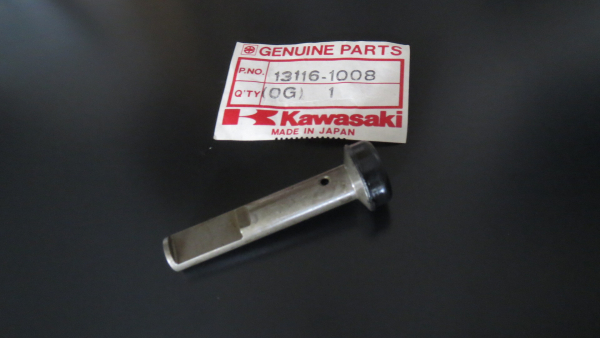 GENUINE PARTS
P.NO. 13116-1008
Q'TY (OG) 1
Kawasaki
MADE IN JAPAN